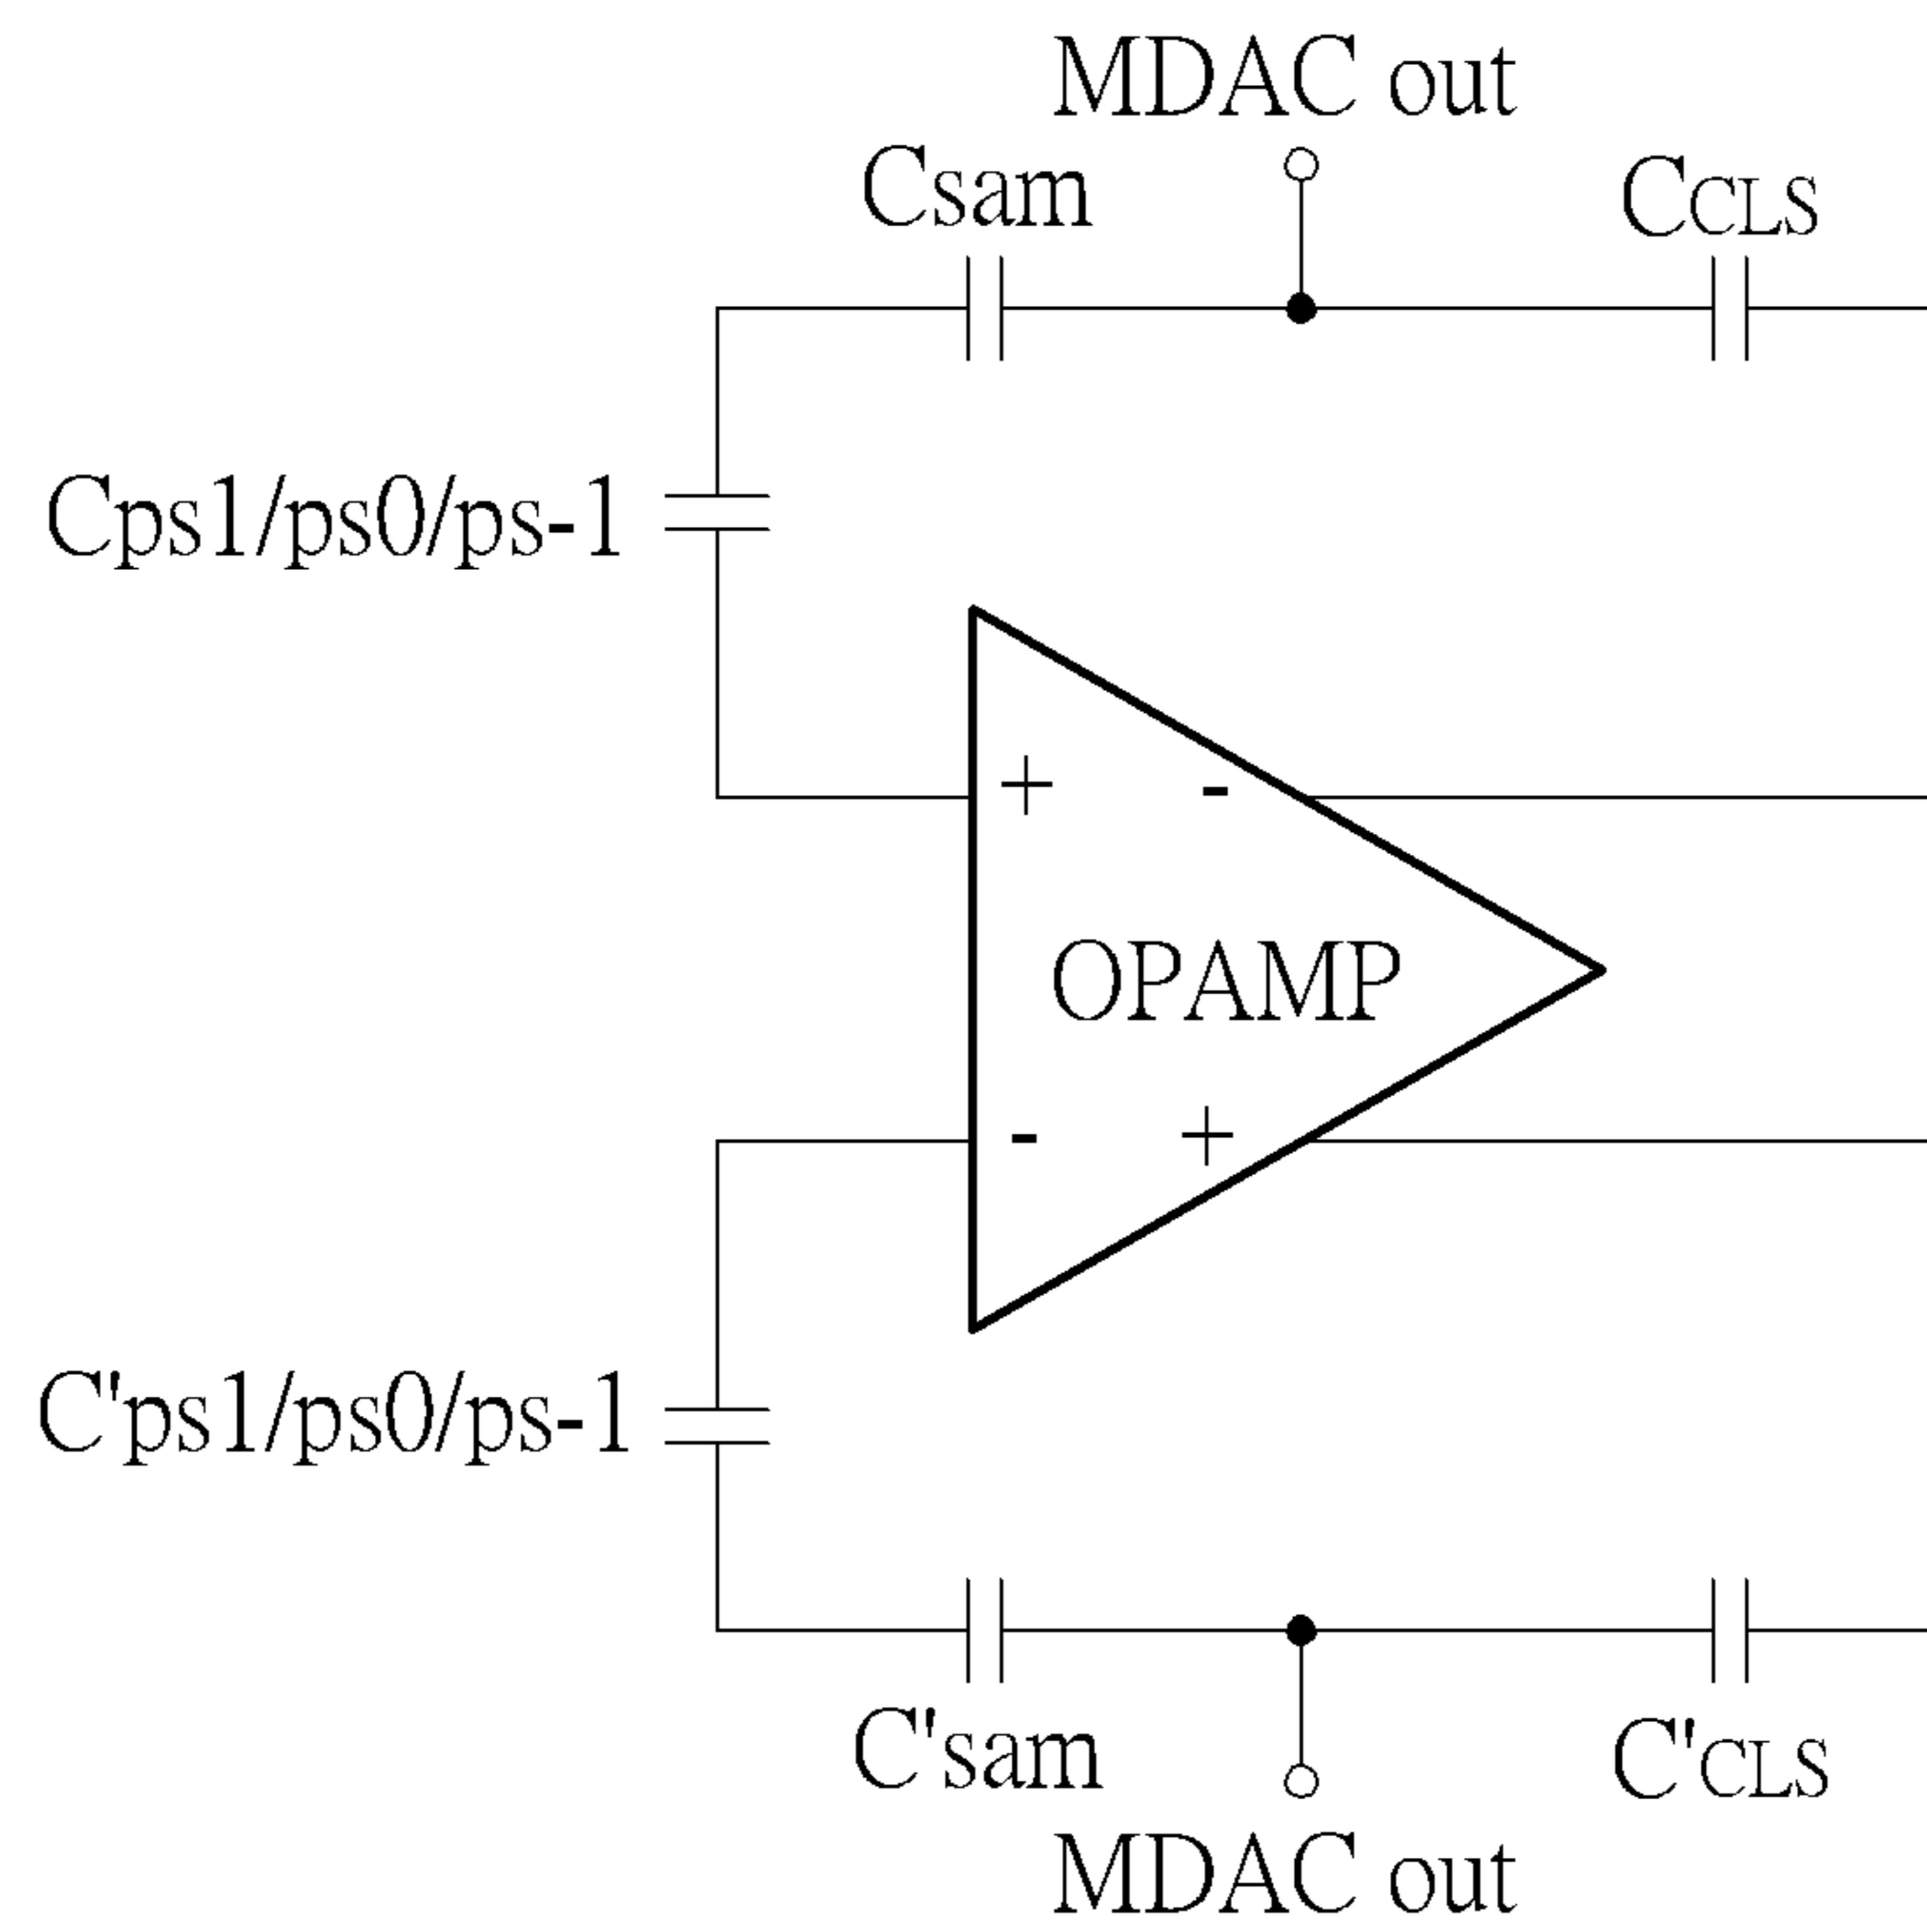 MDAC out
Csam
CCLS
Cps1/ps0/ps-1
+ -
OPAMP
- +
C'ps1/ps0/ps-1
C'sam
C'CLS
MDAC out